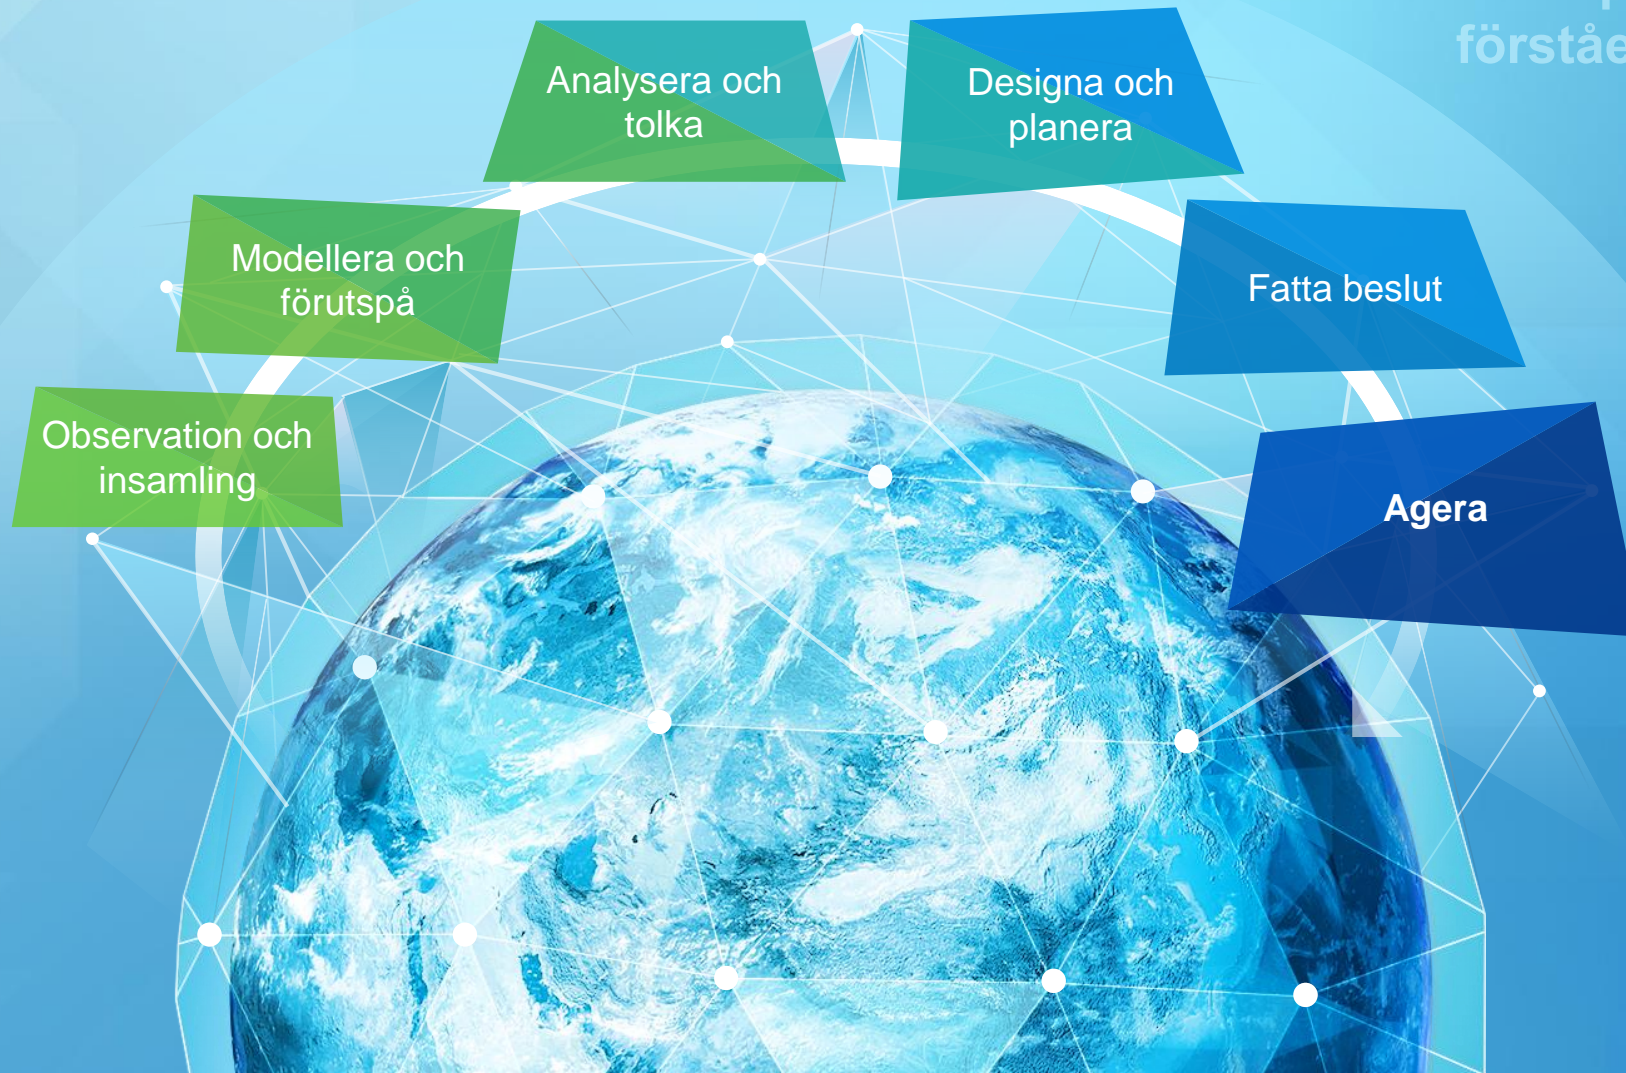 Analysera och
tolka
Designa och
planera
Modellera och
förutspå
Fatta beslut
Observation och
insamling
Agera